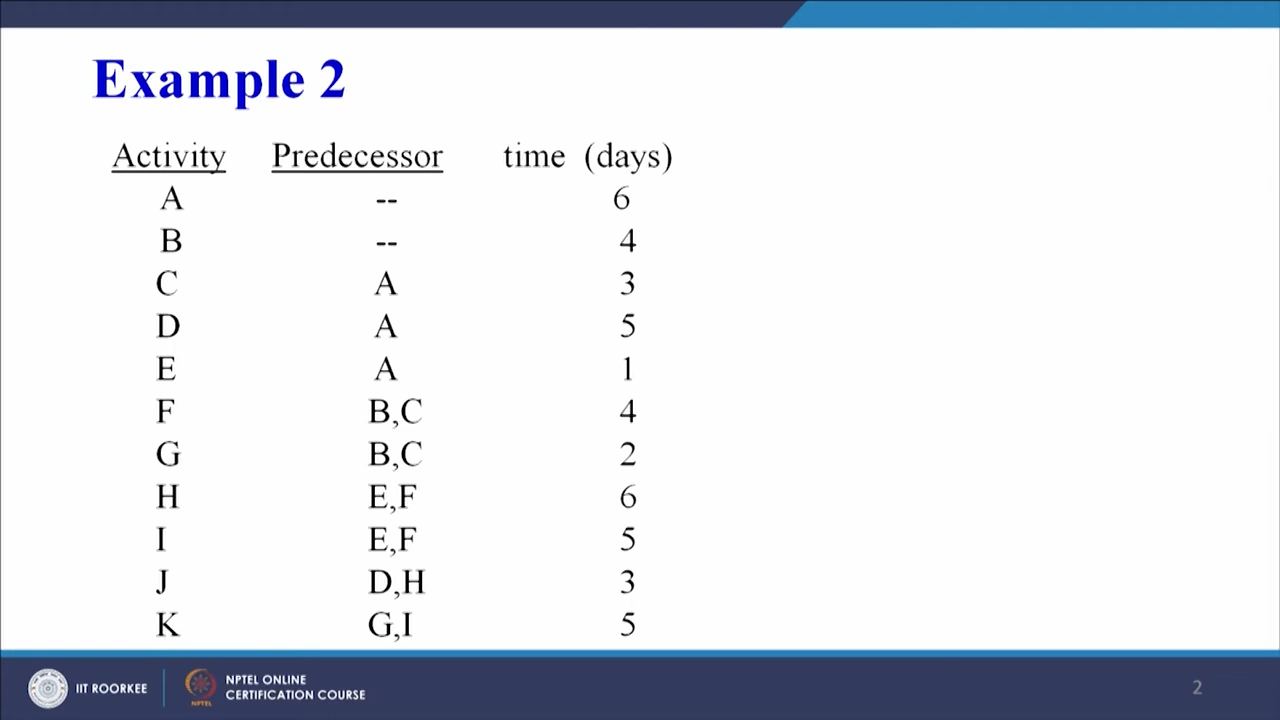 Example 2
Activity Predecessor time (days)
A -- 6
B -- 4
C A 3
D A 5
E A 1
F B,C 4
G B,C 2
H E,F 6
I E,F 5
J D,H 3
K G,I 5
IIT ROORKEE
NPTEL
NPTEL ONLINE
CERTIFICATION COURSE
2